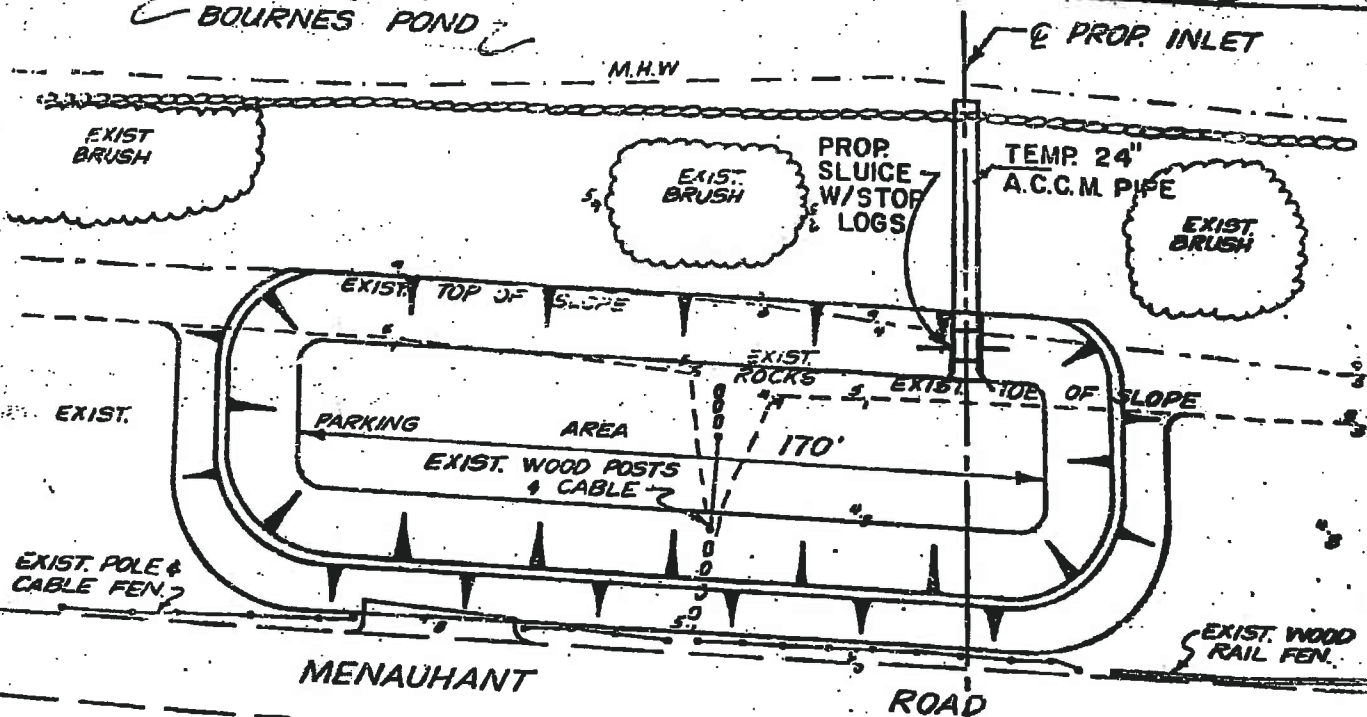 BOURNES POND
℄ PROP. INLET
M.H.W
EXIST
BRUSH
EXIST.
BRUSH
PROP.
SLUICE
W/STOP
LOGS
TEMP. 24"
A.C.C.M. PIPE
EXIST.
BRUSH
EXIST. TOP OF SLOPE
EXIST.
ROCKS
EXIST. TOE OF SLOPE
EXIST.
PARKING AREA
170'
EXIST. WOOD POSTS
& CABLE
EXIST. POLE &
CABLE FEN.
EXIST. WOOD
RAIL FEN.
MENAUHANT ROAD